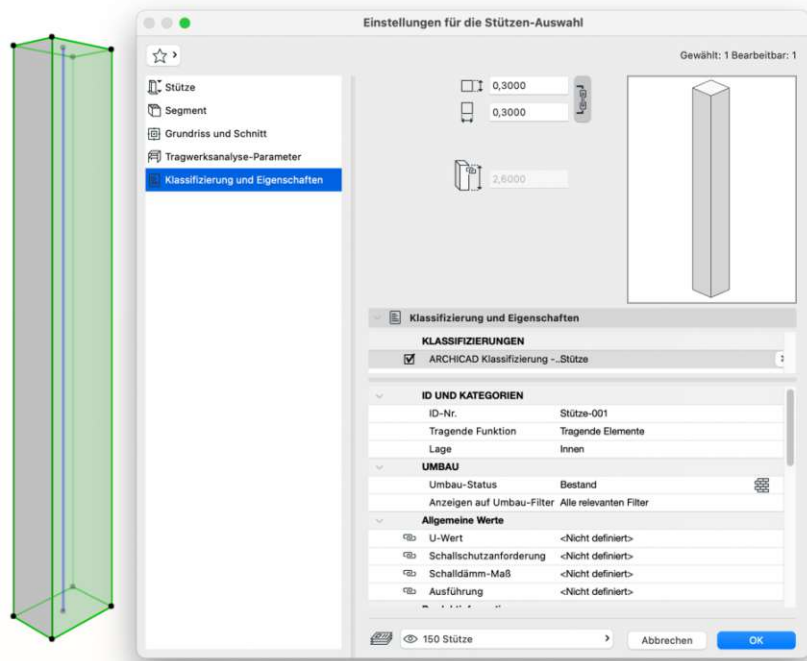 Einstellungen für die Stützen-Auswahl
Gewählt: 1 Bearbeitbar: 1
Stütze
Segment
Grundriss und Schnitt
Tragwerksanalyse-Parameter
Klassifizierung und Eigenschaften
0,3000
0,3000
2,6000
Klassifizierung und Eigenschaften
KLASSIFIZIERUNGEN
ARCHICAD Klassifizierung -.. Stütze
ID UND KATEGORIEN
ID-Nr. Stütze-001
Tragende Funktion Tragende Elemente
Lage Innen
UMBAU
Umbau-Status Bestand
Anzeigen auf Umbau-Filter Alle relevanten Filter
Allgemeine Werte
U-Wert <Nicht definiert>
Schallschutzanforderung <Nicht definiert>
Schalldämm-Maß <Nicht definiert>
Ausführung <Nicht definiert>
150 Stütze
Abbrechen
OK